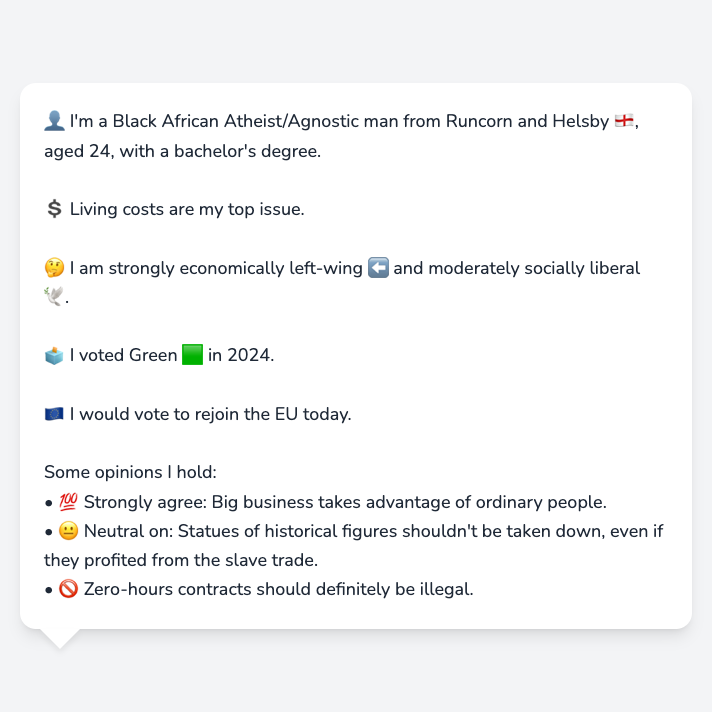 👤 I'm a Black African Atheist/Agnostic man from Runcorn and Helsby 🏴󠁧󠁢󠁥󠁮󠁧󠁿,
aged 24, with a bachelor's degree.
💲 Living costs are my top issue.
🤔 I am strongly economically left-wing ⬅️ and moderately socially liberal
🕊️.
🗳️ I voted Green 🟩 in 2024.
🇪🇺 I would vote to rejoin the EU today.
Some opinions I hold:
• 💯 Strongly agree: Big business takes advantage of ordinary people.
• 😐 Neutral on: Statues of historical figures shouldn't be taken down, even if
they profited from the slave trade.
• 🚫 Zero-hours contracts should definitely be illegal.